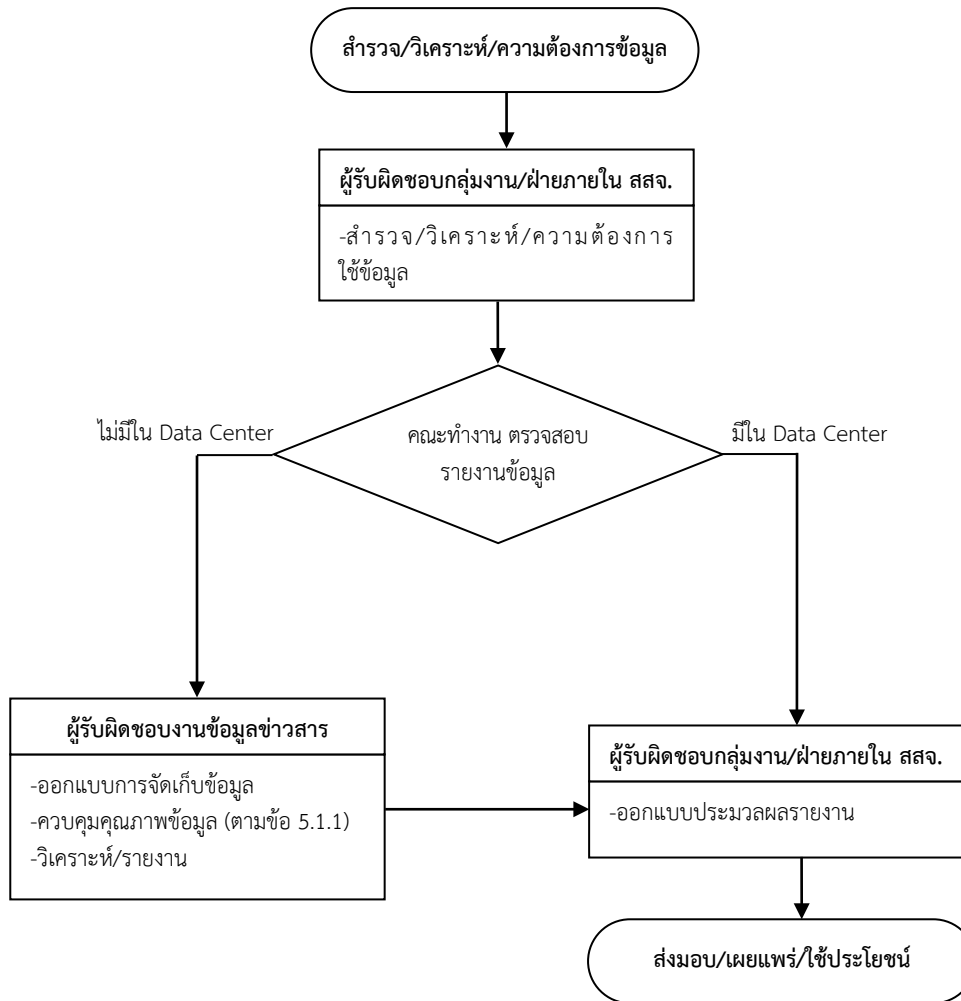 สำรวจ/วิเคราะห์/ความต้องการข้อมูล
ผู้รับผิดชอบกลุ่มงาน/ฝ่ายภายใน สสจ.
-สำรวจ/วิเคราะห์/ความต้องการ
ใช้ข้อมูล
ไม่มีใน Data Center
คณะทำงาน ตรวจสอบ
รายงานข้อมูล
มีใน Data Center
ผู้รับผิดชอบงานข้อมูลข่าวสาร
-ออกแบบการจัดเก็บข้อมูล
-ควบคุมคุณภาพข้อมูล (ตามข้อ 5.1.1)
-วิเคราะห์/รายงาน
ผู้รับผิดชอบกลุ่มงาน/ฝ่ายภายใน สสจ.
-ออกแบบประมวลผลรายงาน
ส่งมอบ/เผยแพร่/ใช้ประโยชน์